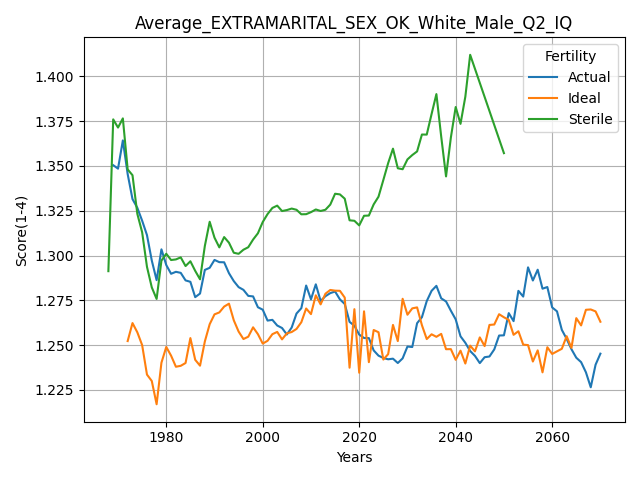 Average_EXTRAMARITAL_SEX_OK_White_Male_Q2_IQ
Fertility
Actual
Ideal
Sterile
Score(1-4)
1.400
1.375
1.350
1.325
1.300
1.275
1.250
1.225
1980
2000
2020
2040
2060
Years